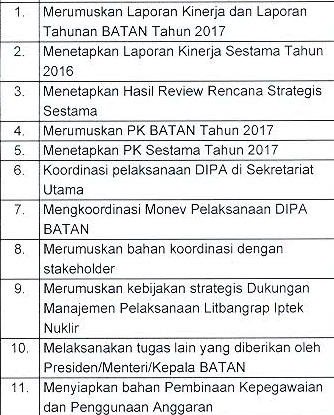 1. Merumuskan Laporan Kinerja dan Laporan
Tahunan BATAN Tahun 2017
2. Menetapkan Laporan Kinerja Sestama Tahun
2016
3. Menetapkan Hasil Review Rencana Strategis
Sestama
4. Merumuskan PK BATAN Tahun 2017
5. Menetapkan PK Sestama Tahun 2017
6. Koordinasi pelaksanaan DIPA di Sekretariat
Utama
7. Mengkoordinasi Monev Pelaksanaan DIPA
BATAN
8. Merumuskan bahan koordinasi dengan
stakeholder
9. Merumuskan kebijakan strategis Dukungan
Manajemen Pelaksanaan Litbangrap Iptek
Nuklir
10. Melaksanakan tugas lain yang diberikan oleh
Presiden/Menteri/Kepala BATAN
11. Menyiapkan bahan Pembinaan Kepegawaian
dan Penggunaan Anggaran